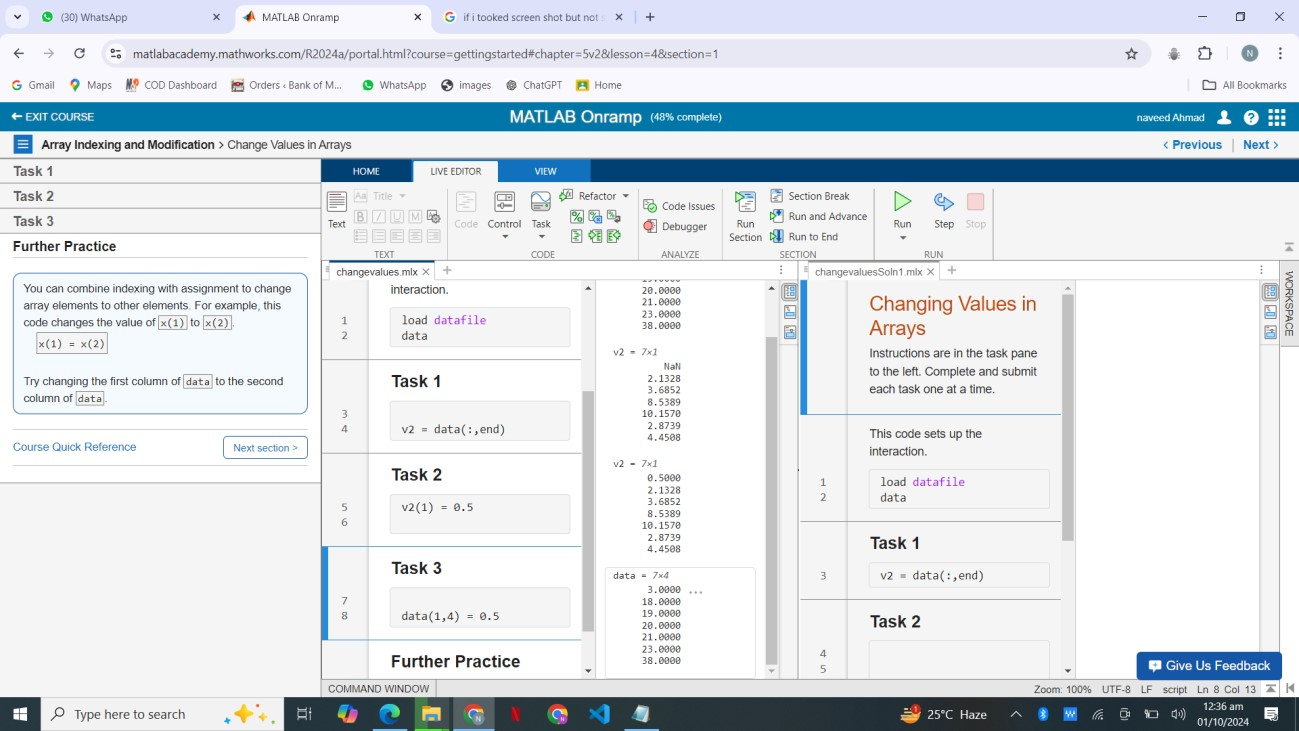 (30) WhatsApp
MATLAB Onramp
if i tooked screen shot but not
matlabacademy.mathworks.com/R2024a/portal.html?course=gettingstarted#chapter=5v2&lesson=4&section=1
N
Gmail Maps COD Dashboard Orders ‹ Bank of M... WhatsApp images ChatGPT Home All Bookmarks
EXIT COURSE
MATLAB Onramp (48% complete)
naveed Ahmad
Array Indexing and Modification > Change Values in Arrays
< Previous | Next >
Task 1
Task 2
Task 3
Further Practice
You can combine indexing with assignment to change
array elements to other elements. For example, this
code changes the value of x(1) to x(2).
x(1) = x(2)
Try changing the first column of data to the second
column of data.
Course Quick Reference
Next section >
HOME LIVE EDITOR VIEW
Text
Aa Title
B I U M
TEXT
Code Control Task
Refactor
CODE
Code Issues
Debugger
ANALYZE
Run
Section
Section Break
Run and Advance
Run to End
SECTION
Run Step Stop
RUN
changevalues.mlx
interaction.
1 load datafile
2 data
Task 1
3
4 v2 = data(:,end)
Task 2
5 v2(1) = 0.5
6
Task 3
7
8 data(1,4) = 0.5
Further Practice
20.0000
21.0000
23.0000
38.0000
v2 = 7×1
NaN
2.1328
3.6852
8.5389
10.1570
2.8739
4.4508
v2 = 7×1
0.5000
2.1328
3.6852
8.5389
10.1570
2.8739
4.4508
data = 7×4
3.0000 ...
18.0000
19.0000
20.0000
21.0000
23.0000
38.0000
changevaluesSoln1.mlx
Changing Values in
Arrays
Instructions are in the task pane
to the left. Complete and submit
each task one at a time.
This code sets up the
interaction.
1 load datafile
2 data
Task 1
3 v2 = data(:,end)
Task 2
4
5
WORKSPACE
Give Us Feedback
COMMAND WINDOW
Zoom: 100% UTF-8 LF script Ln 8 Col 13
Type here to search
25°C Haze
12:36 am
01/10/2024